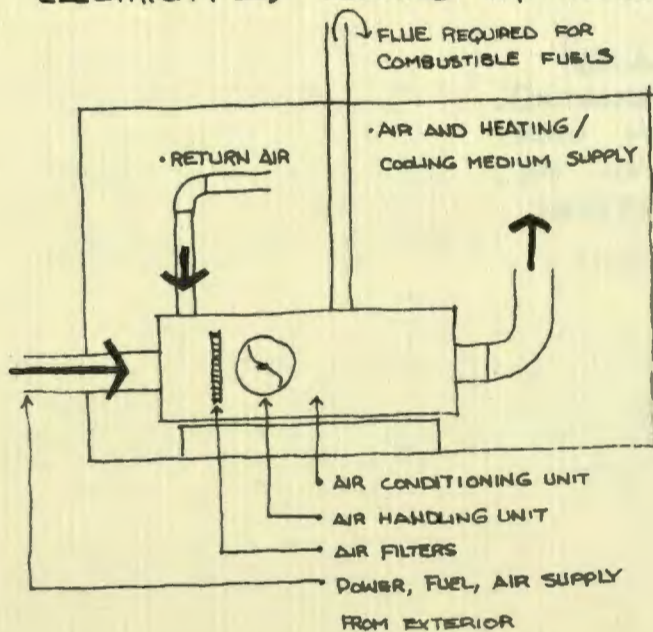 FLUE REQUIRED FOR
COMBUSTIBLE FUELS
• AIR AND HEATING/
COOLING MEDIUM SUPPLY
• RETURN AIR
• AIR CONDITIONING UNIT
• AIR HANDLING UNIT
• AIR FILTERS
• POWER, FUEL, AIR SUPPLY
FROM EXTERIOR